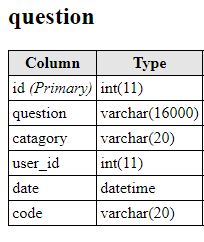 question
Column Type
id (Primary) int(11)
question varchar(16000)
catagory varchar(20)
user_id int(11)
date datetime
code varchar(20)